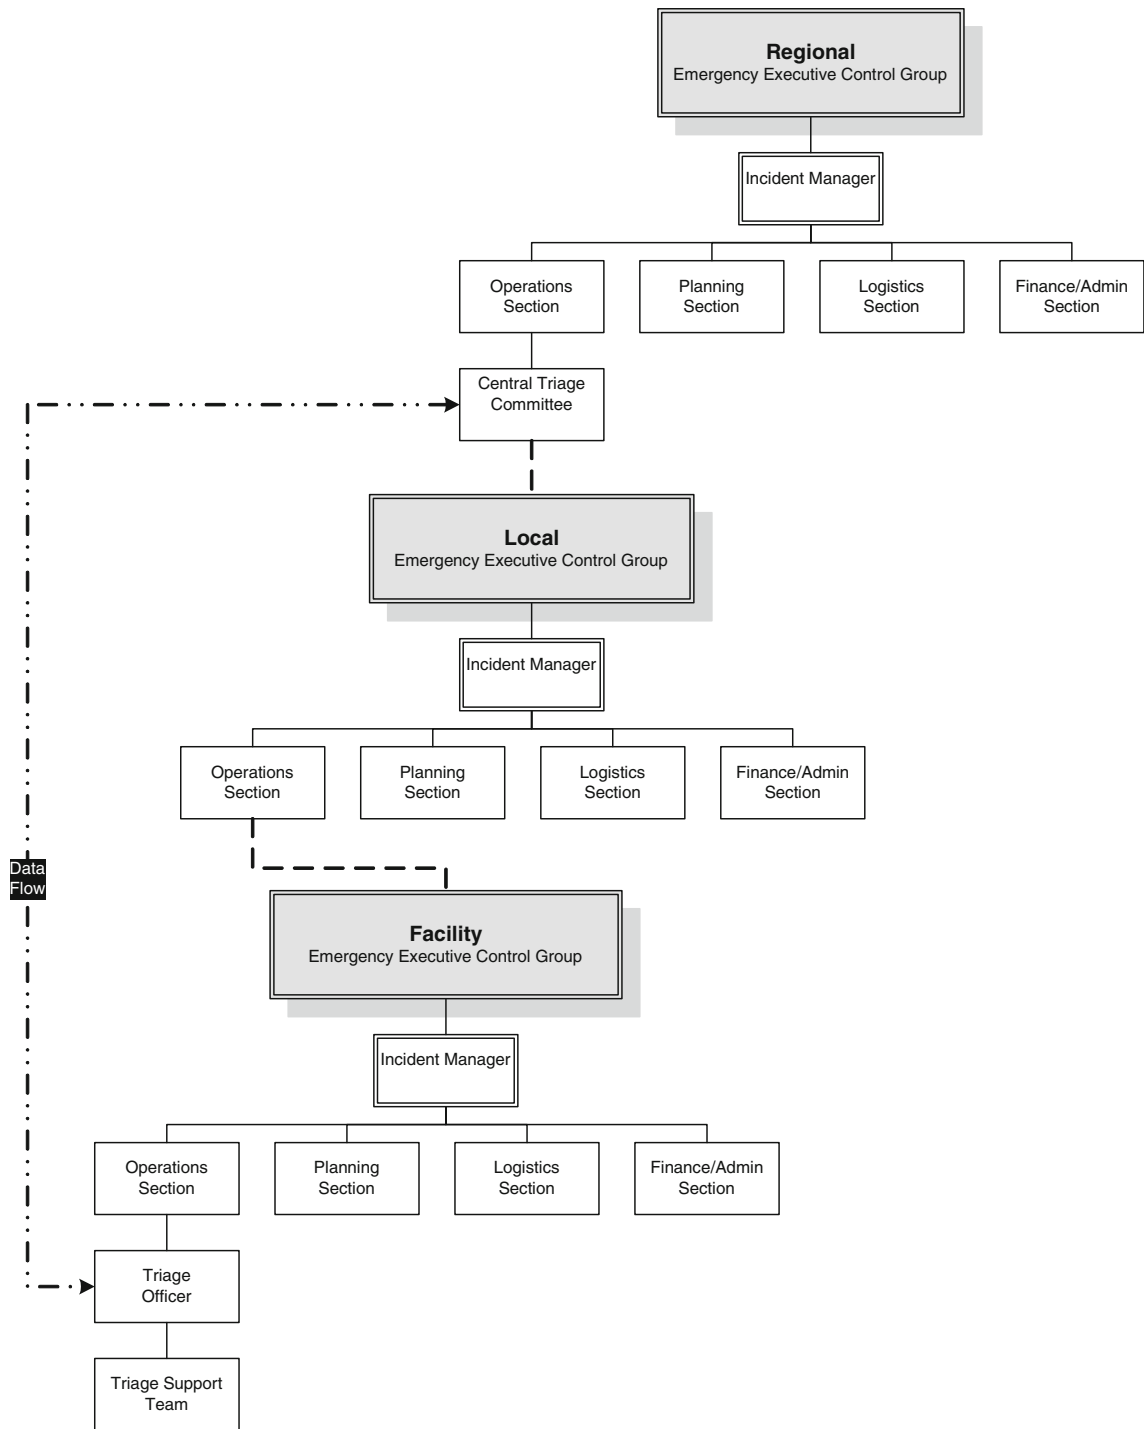 Regional
Emergency Executive Control Group
Incident Manager
Operations
Section
Planning
Section
Logistics
Section
Finance/Admin
Section
Central Triage
Committee
Local
Emergency Executive Control Group
Incident Manager
Operations
Section
Planning
Section
Logistics
Section
Finance/Admin
Section
Data
Flow
Facility
Emergency Executive Control Group
Incident Manager
Operations
Section
Planning
Section
Logistics
Section
Finance/Admin
Section
Triage
Officer
Triage Support
Team